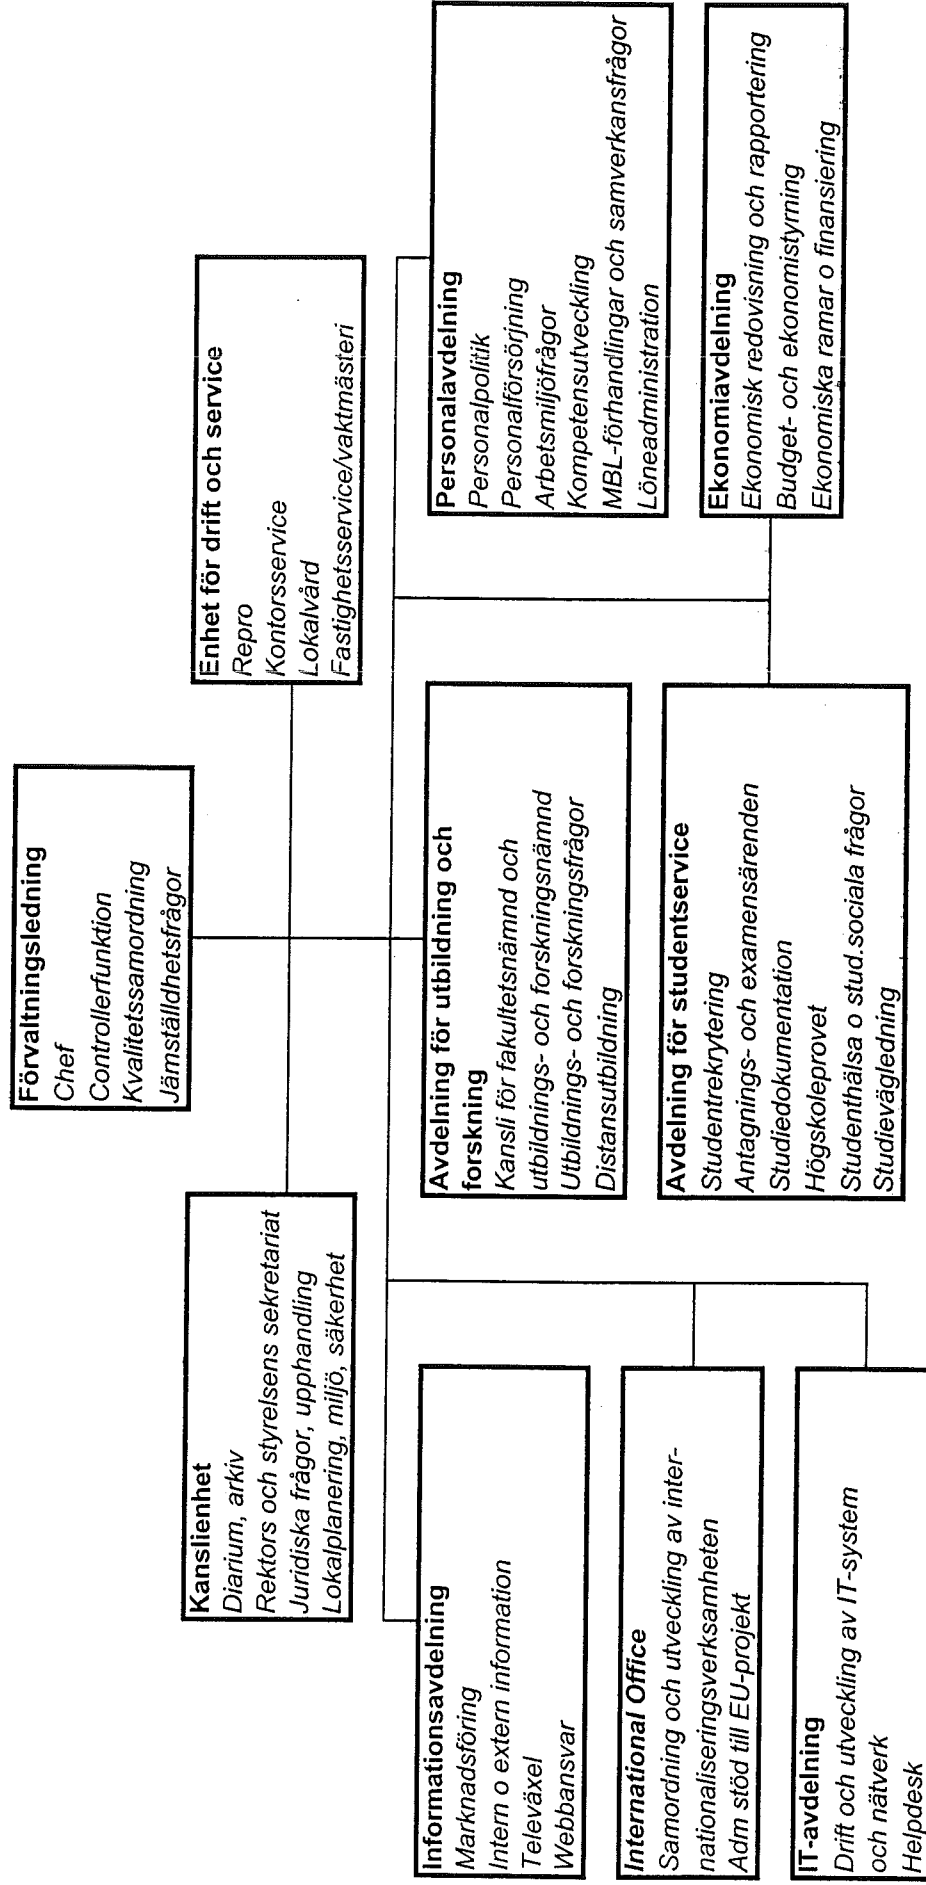 Förvaltningsledning
Chef
Controllerfunktion
Kvalitetssamordning
Jämställdhetsfrågor
Kanslienhet
Diarium, arkiv
Rektors och styrelsens sekretariat
Juridiska frågor, upphandling
Lokalplanering, miljö, säkerhet
Enhet för drift och service
Repro
Kontorsservice
Lokalvård
Fastighetsservice/vaktmästeri
Informationsavdelning
Marknadsföring
Intern o extern information
Televäxel
Webbansvar
Avdelning för utbildning och
forskning
Kansli för fakultetsnämnd och
utbildnings- och forskningsnämnd
Utbildnings- och forskningsfrågor
Distansutbildning
Personalavdelning
Personalpolitik
Personalförsörjning
Arbetsmiljöfrågor
Kompetensutveckling
MBL-förhandlingar och samverkansfrågor
Löneadministration
International Office
Samordning och utveckling av inter-
nationaliseringsverksamheten
Adm stöd till EU-projekt
Avdelning för studentservice
Studentrekrytering
Antagnings- och examensärenden
Studiedokumentation
Högskoleprovet
Studenthälsa o stud.sociala frågor
Studievägledning
Ekonomiavdelning
Ekonomisk redovisning och rapportering
Budget- och ekonomistyrning
Ekonomiska ramar o finansiering
IT-avdelning
Drift och utveckling av IT-system
och nätverk
Helpdesk